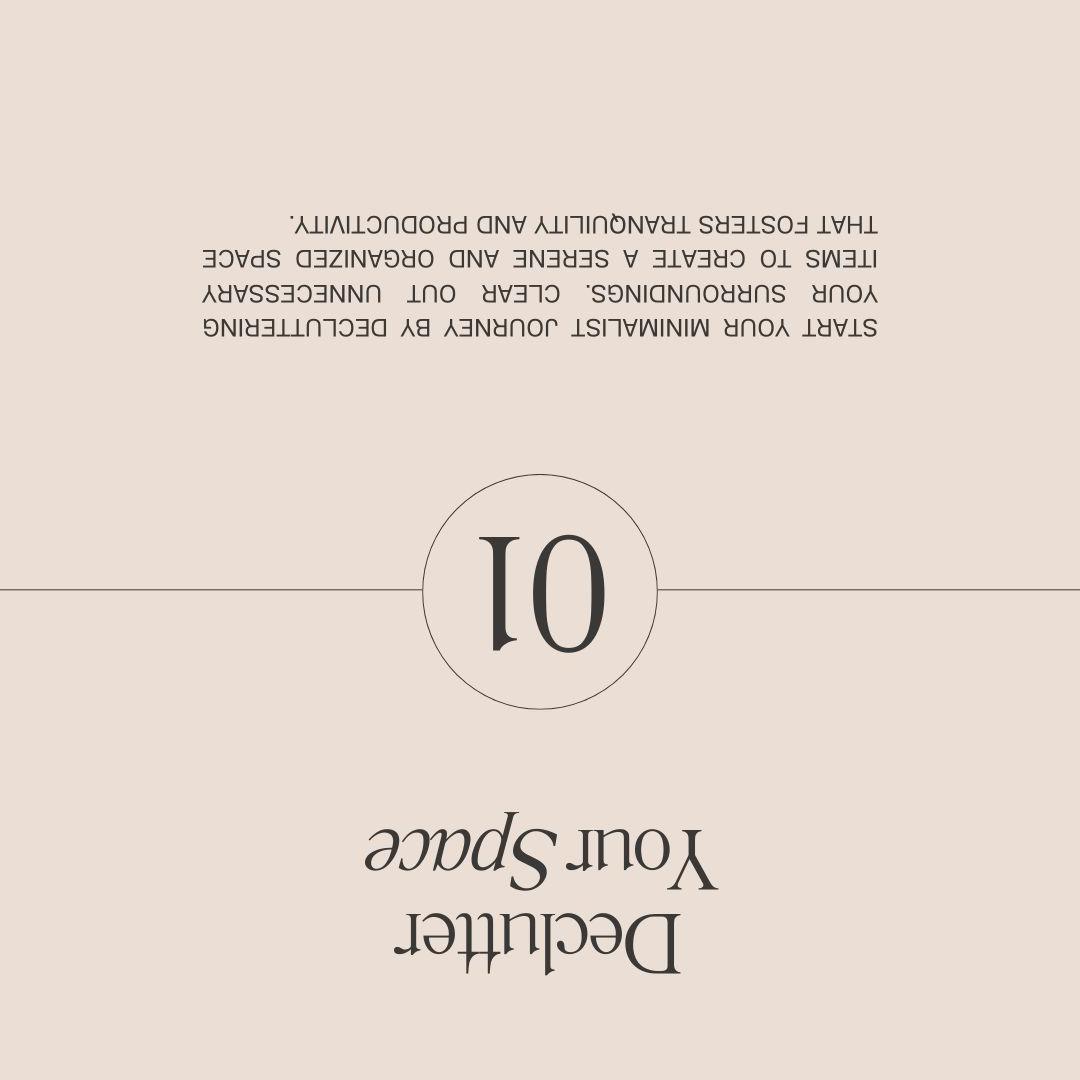 Declutter
Your Space
01
START YOUR MINIMALIST JOURNEY BY DECLUTTERING
YOUR SURROUNDINGS. CLEAR OUT UNNECESSARY
ITEMS TO CREATE A SERENE AND ORGANIZED SPACE
THAT FOSTERS TRANQUILITY AND PRODUCTIVITY.